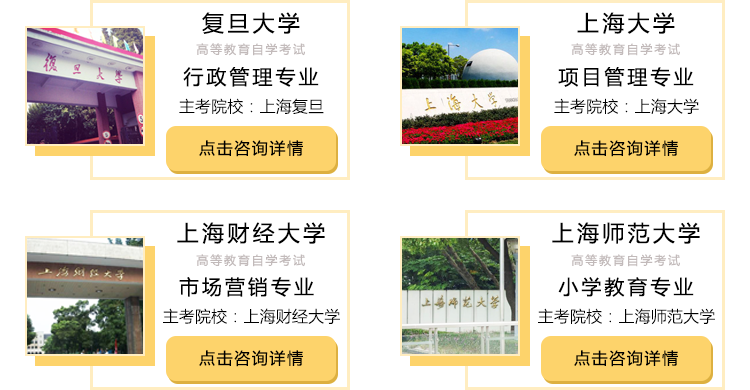 复旦大学
高等教育自学考试
復旦大学
行政管理专业
主考院校：上海复旦
点击咨询详情
上海大学
高等教育自学考试
上海大学
项目管理专业
主考院校：上海大学
点击咨询详情
上海财经大学
高等教育自学考试
上海财经大学
市场营销专业
主考院校：上海财经大学
点击咨询详情
上海师范大学
高等教育自学考试
上海师范大学
小学教育专业
主考院校：上海师范大学
点击咨询详情